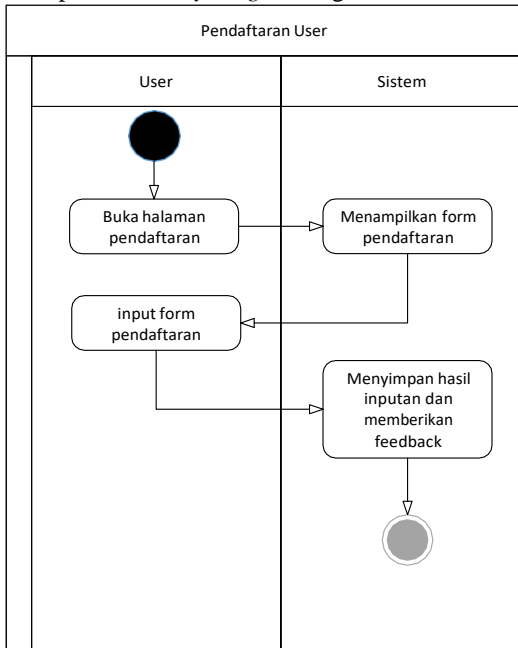 Pendaftaran User
User
Sistem
Buka halaman
pendaftaran
Menampilkan form
pendaftaran
input form
pendaftaran
Menyimpan hasil
inputan dan
memberikan
feedback